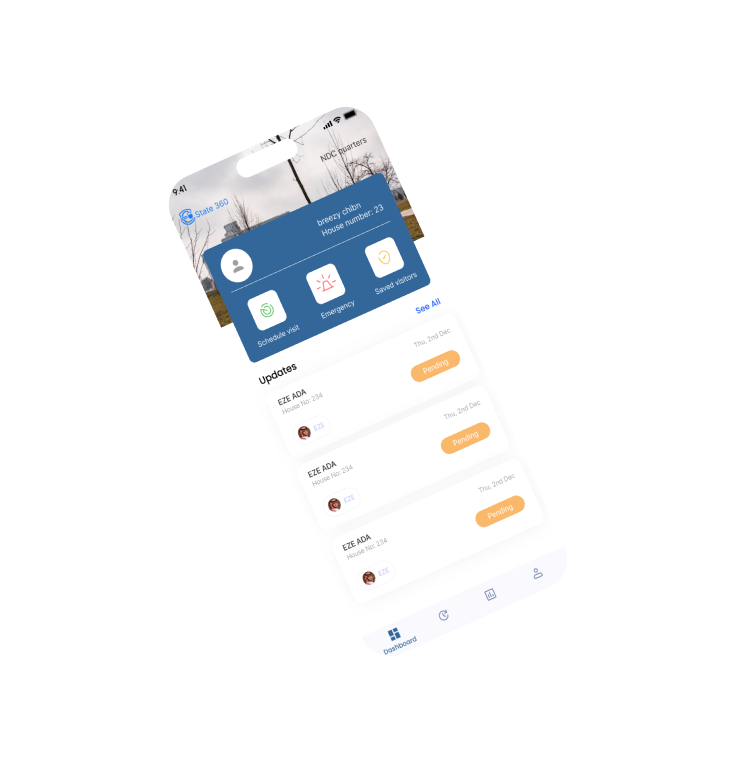 9:41
State 360
NDC quarters
breezy chibn
House number: 23
Schedule visit
Emergency
Saved visitors
Updates
See All
EZE ADA
House No: 234
Thu, 2nd Dec
Pending
EZE
EZE ADA
House No: 234
Thu, 2nd Dec
Pending
EZE
EZE ADA
House No: 234
Thu, 2nd Dec
Pending
EZE
Dashboard